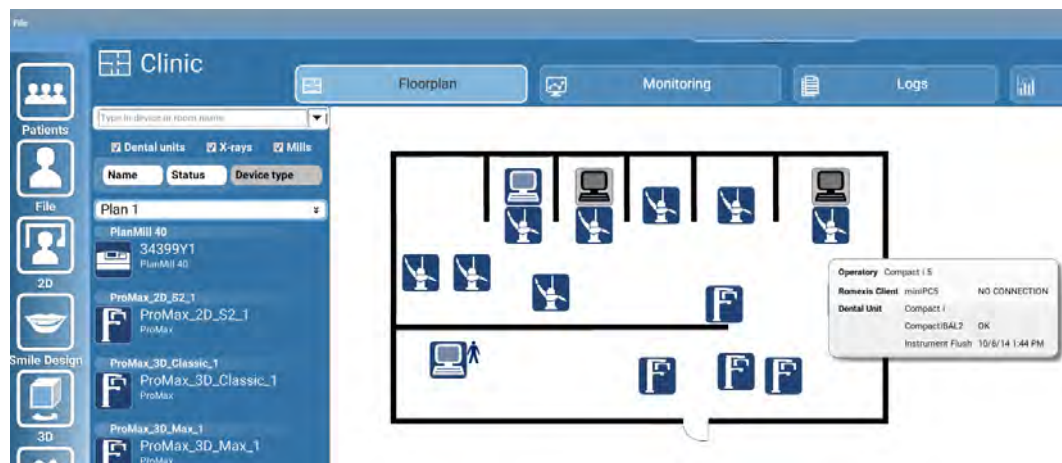 File
Clinic
Floorplan
Monitoring
Logs
Patients
Type in device or room name
Dental units X-rays Mills
Name Status Device type
File
Plan 1
PlanMill 40
34399Y1
PlanMill 40
2D
ProMax_2D_S2_1
ProMax_2D_S2_1
ProMax
Smile Design
ProMax_3D_Classic_1
ProMax_3D_Classic_1
ProMax
3D
ProMax_3D_Max_1
ProMax_3D_Max_1
ProMax
Operatory Compact i 5
Romexis Client miniPC5 NO CONNECTION
Dental Unit Compact i
CompactiBAL2 OK
Instrument Flush 10/8/14 1:44 PM